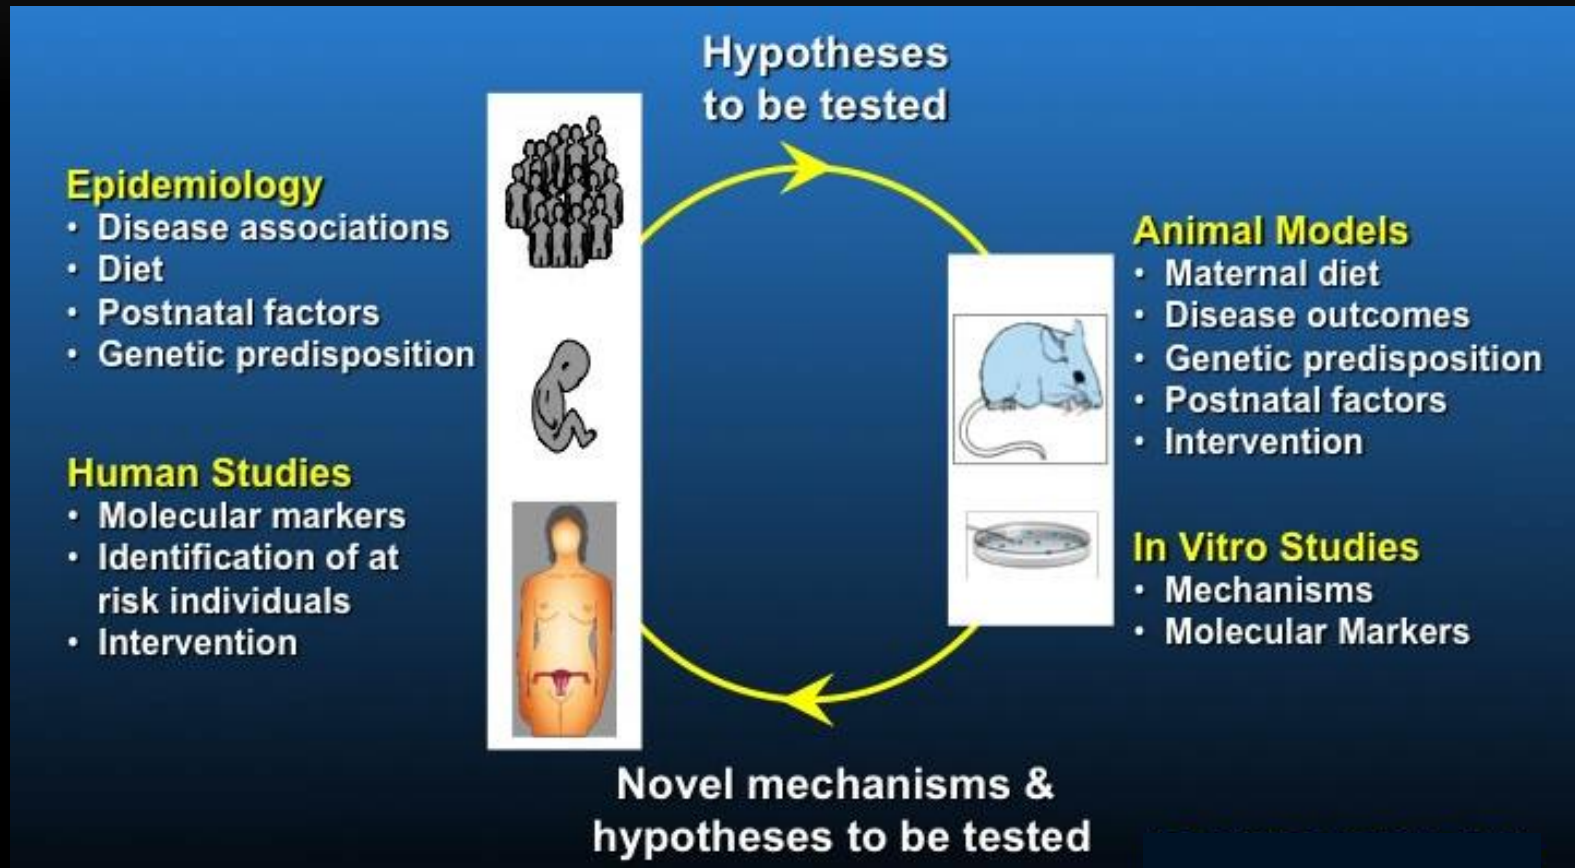 Hypotheses
to be tested
Epidemiology
• Disease associations
• Diet
• Postnatal factors
• Genetic predisposition
Human Studies
• Molecular markers
• Identification of at
risk individuals
• Intervention
Animal Models
• Maternal diet
• Disease outcomes
• Genetic predisposition
• Postnatal factors
• Intervention
In Vitro Studies
• Mechanisms
• Molecular Markers
Novel mechanisms &
hypotheses to be tested